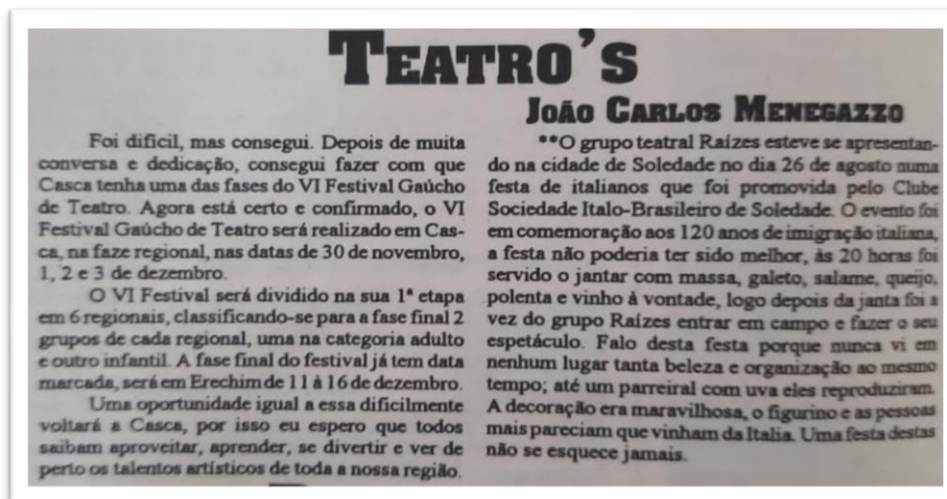 TEATRO'S
JOÃO CARLOS MENEGAZZO
Foi difícil, mas consegui. Depois de muita
conversa e dedicação, consegui fazer com que
Casca tenha uma das fases do VI Festival Gaúcho
de Teatro. Agora está certo e confirmado, o VI
Festival Gaúcho de Teatro será realizado em Cas-
ca, na faze regional, nas datas de 30 de novembro,
1, 2 e 3 de dezembro.
O VI Festival será dividido na sua 1ª etapa
em 6 regionais, classificando-se para a fase final 2
grupos de cada regional, uma na categoria adulto
e outro infantil. A fase final do festival já tem data
marcada, será em Erechim de 11 à 16 de dezembro.
Uma oportunidade igual a essa dificilmente
voltará a Casca, por isso eu espero que todos
saibam aproveitar, aprender, se divertir e ver de
perto os talentos artísticos de toda a nossa região.
**O grupo teatral Raízes esteve se apresentan-
do na cidade de Soledade no dia 26 de agosto numa
festa de italianos que foi promovida pelo Clube
Sociedade Italo-Brasileiro de Soledade. O evento foi
em comemoração aos 120 anos de imigração italiana,
a festa não poderia ter sido melhor, às 20 horas foi
servido o jantar com massa, galeto, salame, queijo,
polenta e vinho à vontade, logo depois da janta foi a
vez do grupo Raízes entrar em campo e fazer o seu
espetáculo. Falo desta festa porque nunca vi em
nenhum lugar tanta beleza e organização ao mesmo
tempo; até um parreiral com uva eles reproduziram.
A decoração era maravilhosa, o figurino e as pessoas
mais pareciam que vinham da Italia. Uma festa destas
não se esquece jamais.